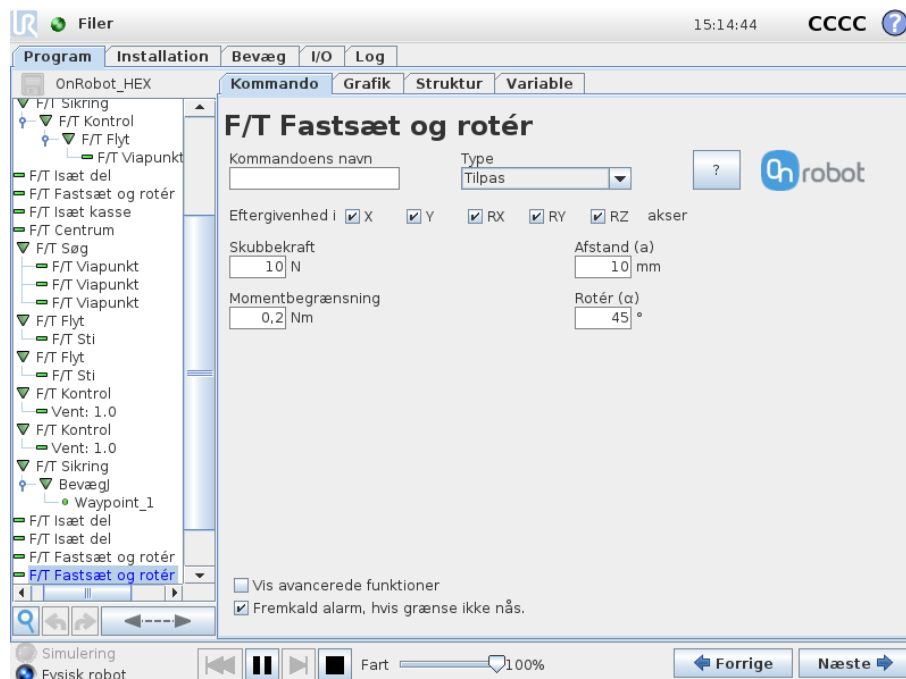 Filer 15:14:44 CCCC ?
Program Installation Bevæg I/O Log
OnRobot_HEX
Kommando Grafik Struktur Variable
F/T Sikring
F/T Kontrol
F/T Flyt
F/T Viapunkt
F/T Isæt del
F/T Fastsæt og rotér
F/T Isæt kasse
F/T Centrum
F/T Søg
F/T Viapunkt
F/T Viapunkt
F/T Viapunkt
F/T Flyt
F/T Sti
F/T Flyt
F/T Sti
F/T Kontrol
Vent: 1.0
F/T Kontrol
Vent: 1.0
F/T Sikring
BevægJ
Waypoint_1
F/T Isæt del
F/T Isæt del
F/T Fastsæt og rotér
F/T Fastsæt og rotér
F/T Fastsæt og rotér
Kommandoens navn
Type
Tilpas
?
On robot
Eftergivenhed i X Y RX RY RZ akser
Skubbekraft
10 N
Afstand (a)
10 mm
Momentbegrænsning
0,2 Nm
Rotér (α)
45 °
Vis avancerede funktioner
Fremkald alarm, hvis grænse ikke nås.
Simulering
Fysisk robot
Fart 100%
Forrige Næste